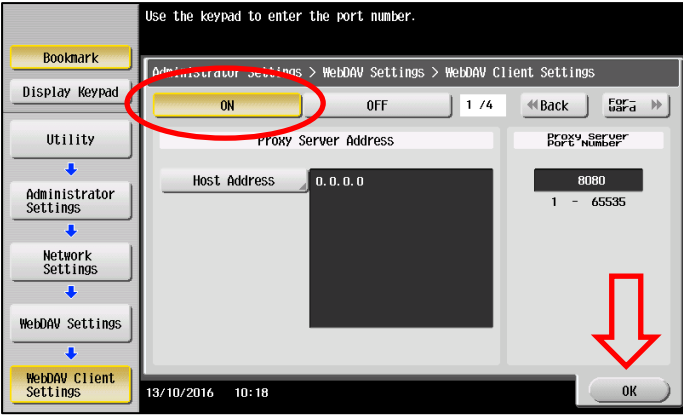 Use the keypad to enter the port number.
Bookmark
Display Keypad
Utility
Administrator
Settings
Network
Settings
WebDAV Settings
WebDAV Client
Settings
Administrator Settings > WebDAV Settings > WebDAV Client Settings
ON
OFF
1 /4
Back
For-
ward
Proxy Server Address
Proxy Server
Port Number
Host Address
0.0.0.0
8080
1 - 65535
13/10/2016 10:18
OK